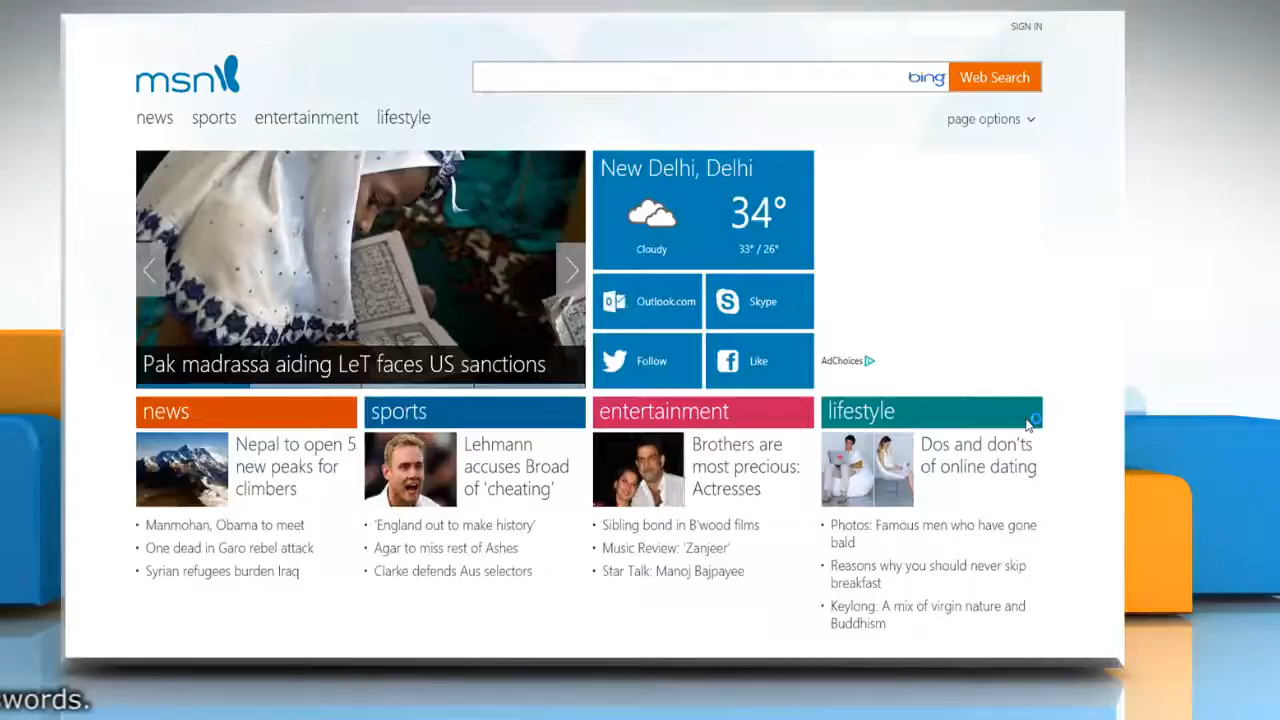 SIGN IN
msn
bing Web Search
news sports entertainment lifestyle
page options
New Delhi, Delhi
34°
Cloudy
33° / 26°
Outlook.com
Skype
Follow
Like
AdChoices
Pak madrassa aiding LeT faces US sanctions
news
Nepal to open 5
new peaks for
climbers
• Manmohan, Obama to meet
• One dead in Garo rebel attack
• Syrian refugees burden Iraq
sports
Lehmann
accuses Broad
of 'cheating'
• 'England out to make history'
• Agar to miss rest of Ashes
• Clarke defends Aus selectors
entertainment
Brothers are
most precious:
Actresses
• Sibling bond in B'wood films
• Music Review: 'Zanjeer'
• Star Talk: Manoj Bajpayee
lifestyle
Dos and don'ts
of online dating
• Photos: Famous men who have gone
bald
• Reasons why you should never skip
breakfast
• Keylong: A mix of virgin nature and
Buddhism